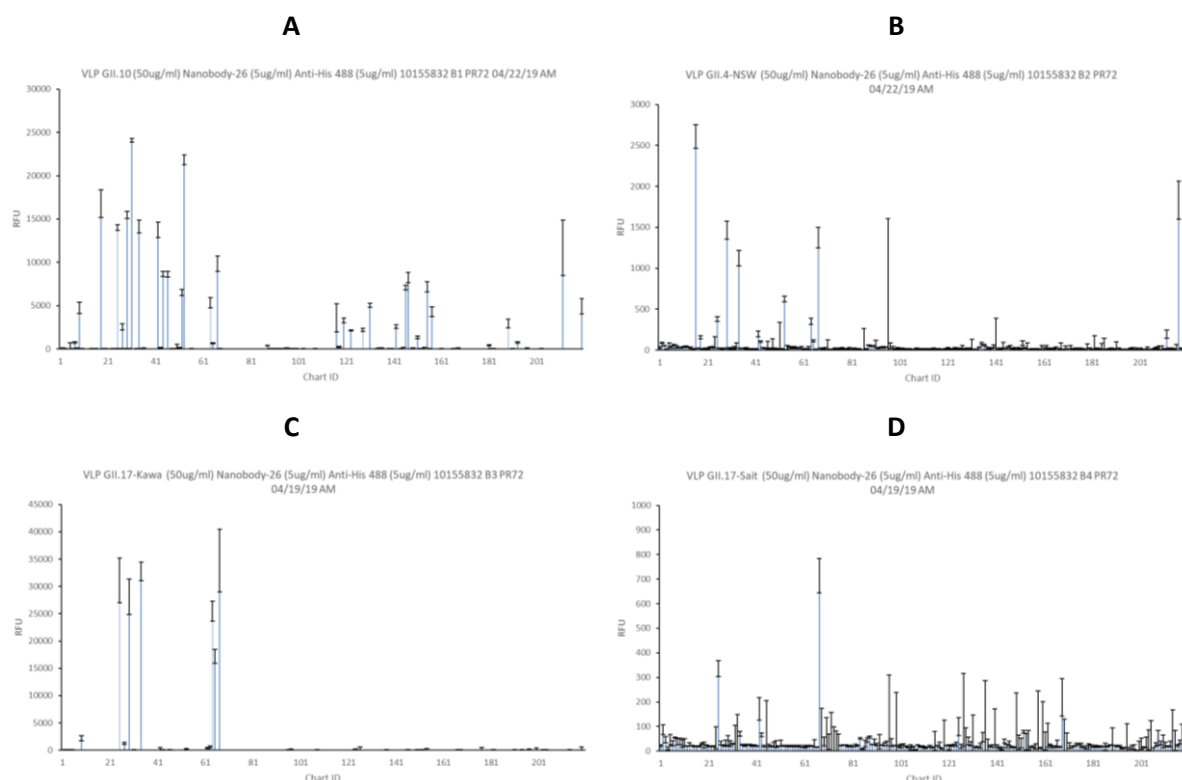 A
VLP GII.10 (50ug/ml) Nanobody-26 (5ug/ml) Anti-His 488 (5ug/ml) 10155832 B1 PR72 04/22/19 AM
30000
25000
20000
15000
10000
5000
0
RFU
1 21 41 61 81 101 121 141 161 181 201
Chart ID
B
VLP GII.4-NSW (50ug/ml) Nanobody-26 (5ug/ml) Anti-His 488 (5ug/ml) 10155832 B2 PR72
04/22/19 AM
3000
2500
2000
1500
1000
500
0
RFU
1 21 41 61 81 101 121 141 161 181 201
Chart ID
C
VLP GII.17-Kawa (50ug/ml) Nanobody-26 (5ug/ml) Anti-His 488 (5ug/ml) 10155832 B3 PR72
04/19/19 AM
45000
40000
35000
30000
25000
20000
15000
10000
5000
0
RFU
1 21 41 61 81 101 121 141 161 181 201
Chart ID
D
VLP GII.17-Sait (50ug/ml) Nanobody-26 (5ug/ml) Anti-His 488 (5ug/ml) 10155832 B4 PR72
04/19/19 AM
1000
900
800
700
600
500
400
300
200
100
0
RFU
1 21 41 61 81 101 121 141 161 181 201
Chart ID